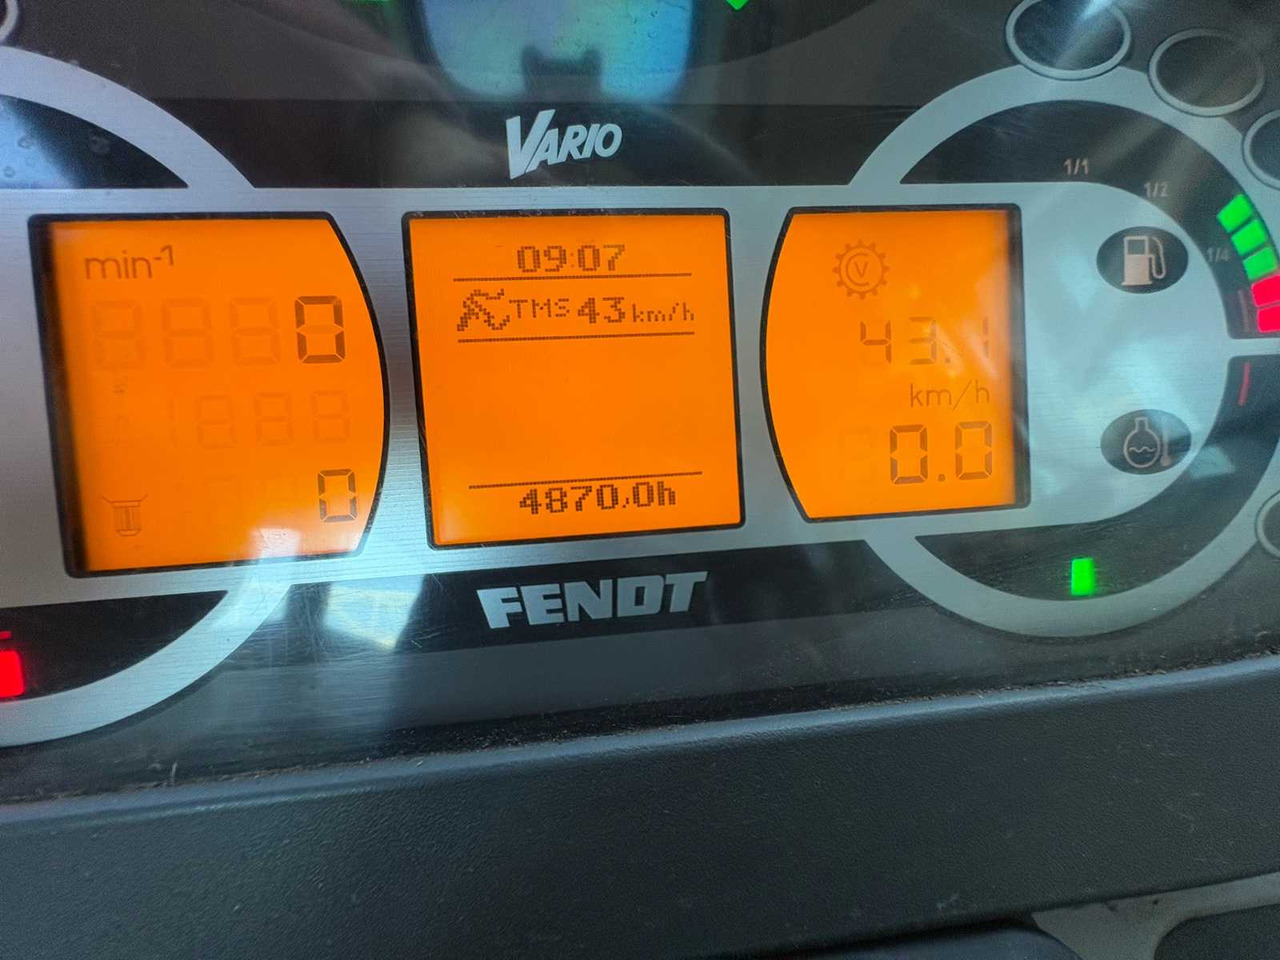 VARIO
1/1
1/2
1/4
min-1
0
0
09:07
TMS 43 km/h
4870.0h
V
43.1
km/h
0.0
FENDT